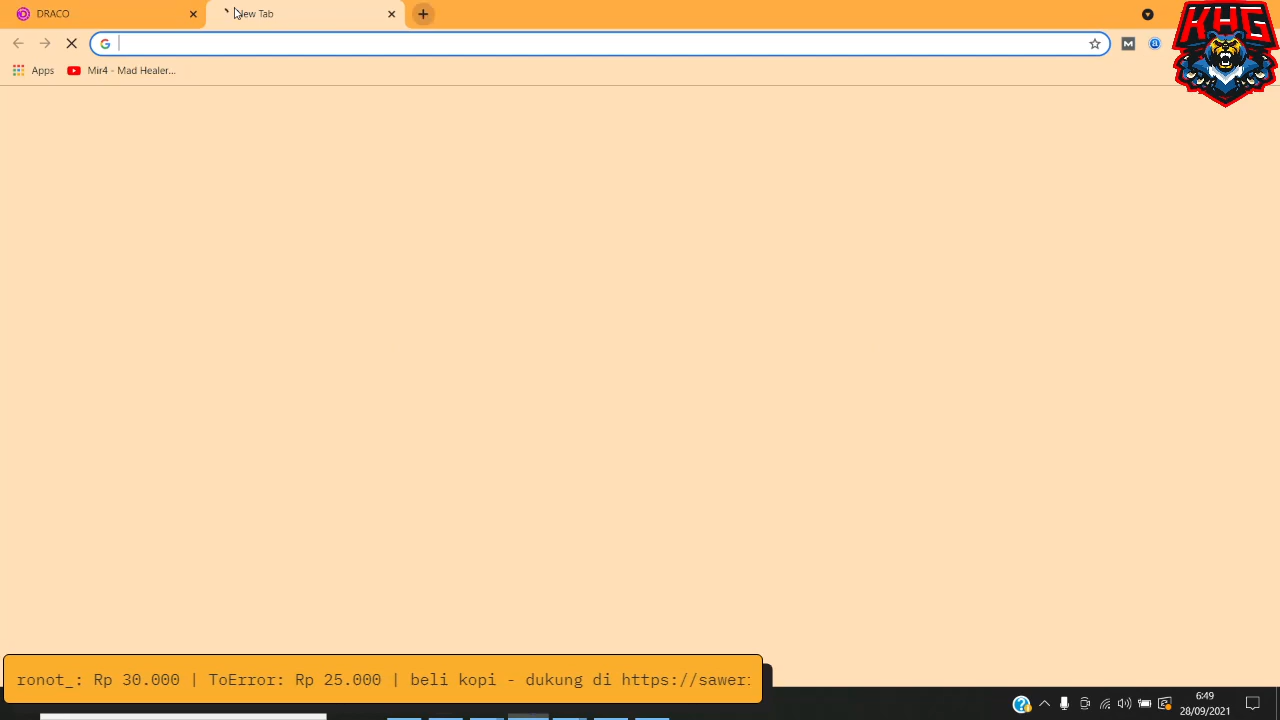 DRACO
New Tab
KHG
Apps
Mir4 - Mad Healer...
ronot_: Rp 30.000 | ToError: Rp 25.000 | beli kopi - dukung di https://sawer
6:49
28/09/2021